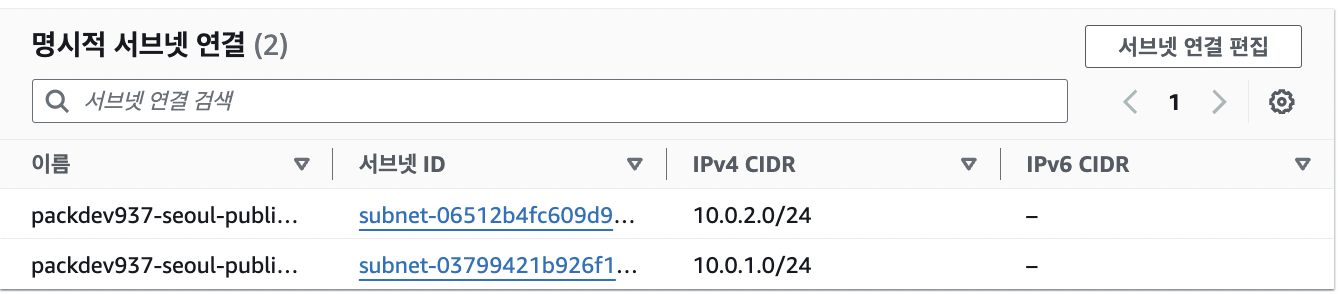 명시적 서브넷 연결 (2)
서브넷 연결 편집
서브넷 연결 검색
1
이름 서브넷 ID IPv4 CIDR IPv6 CIDR
packdev937-seoul-publi... subnet-06512b4fc609d9... 10.0.2.0/24 –
packdev937-seoul-publi... subnet-03799421b926f1... 10.0.1.0/24 –